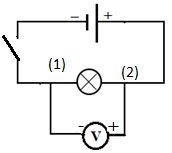 − +
(1) (2)
- V +